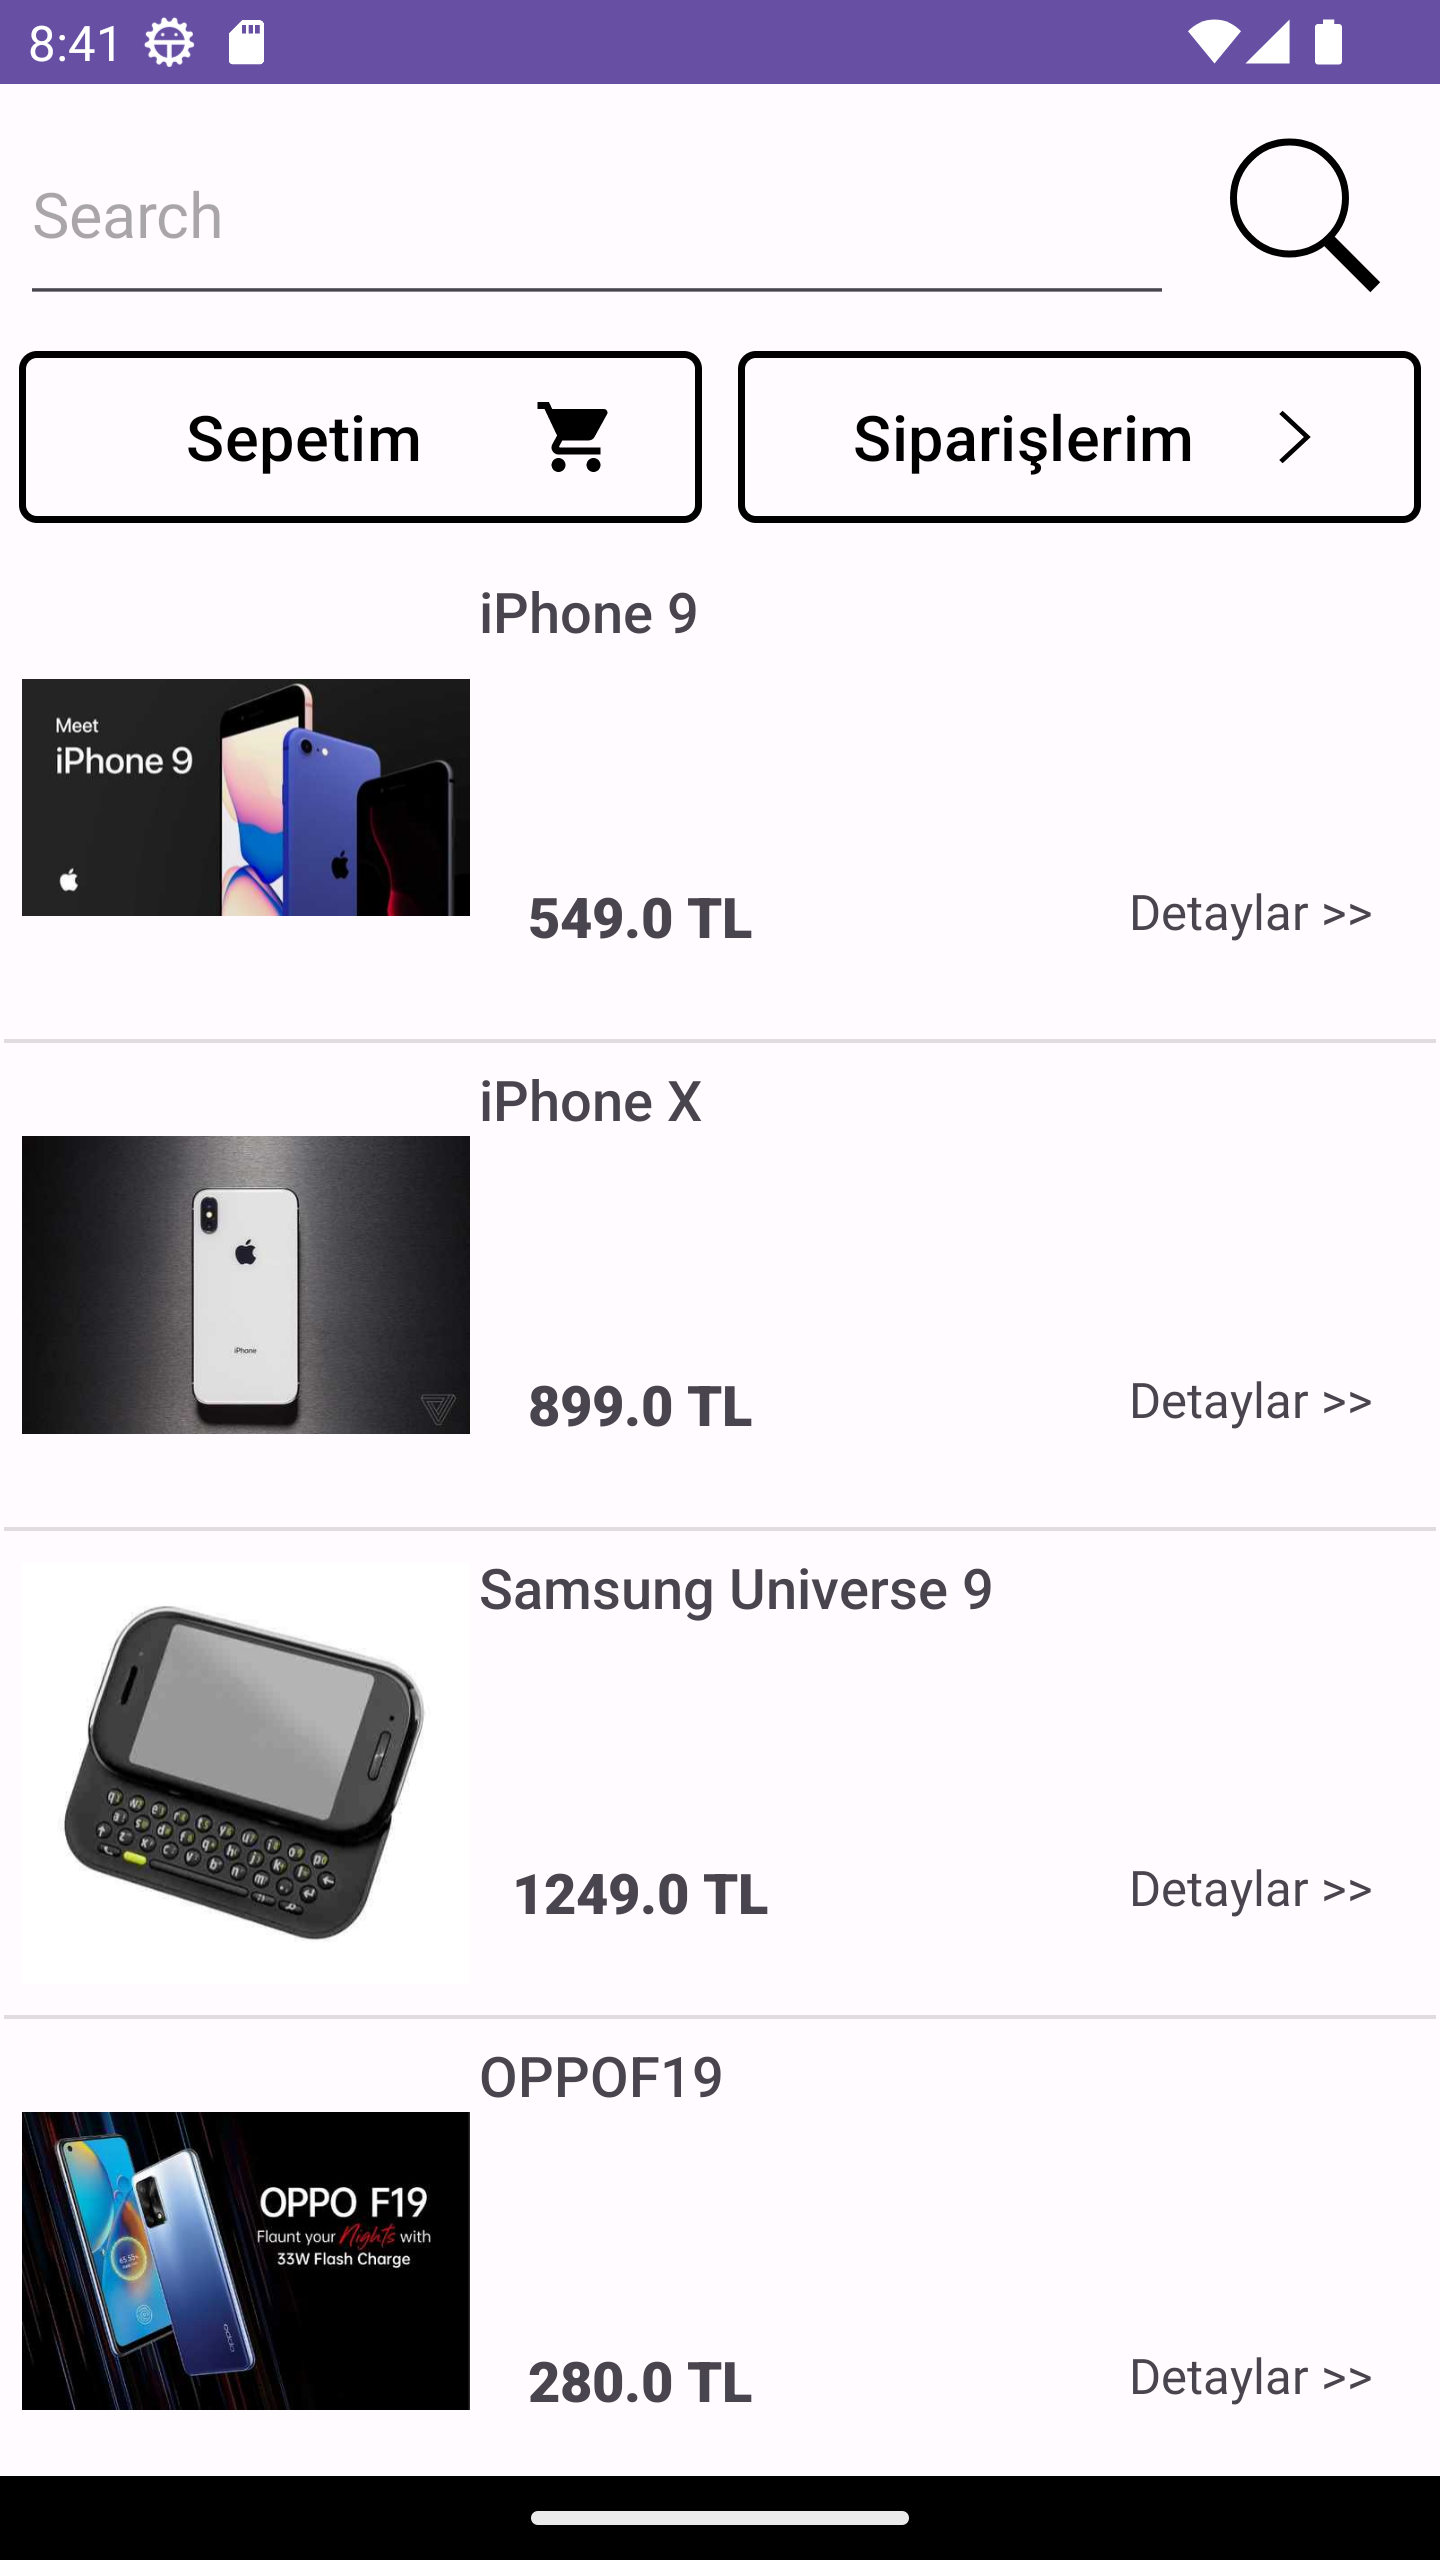 8:41
Search
Sepetim
Siparişlerim
iPhone 9
Meet
iPhone 9
549.0 TL
Detaylar >>
iPhone X
iPhone
899.0 TL
Detaylar >>
Samsung Universe 9
1249.0 TL
Detaylar >>
OPPOF19
OPPO F19
Flaunt your Nights with
33W Flash Charge
oppo
280.0 TL
Detaylar >>